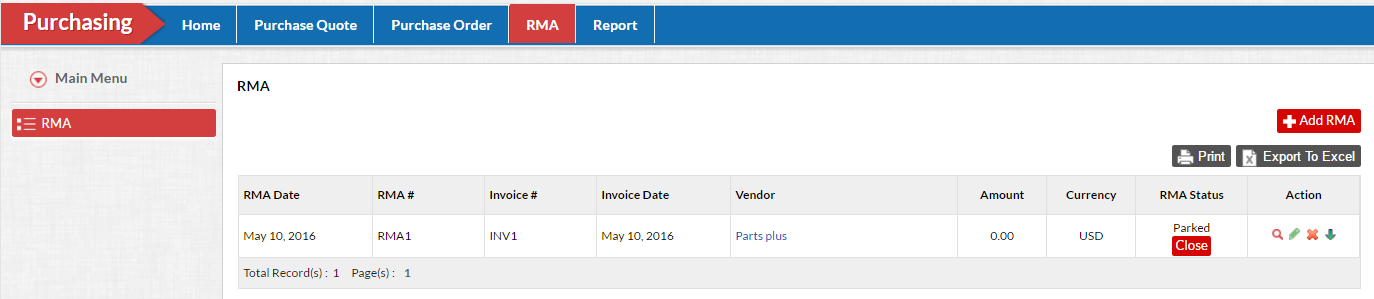 Purchasing Home Purchase Quote Purchase Order RMA Report
Main Menu
RMA
RMA
Add RMA
Print Export To Excel
RMA Date RMA # Invoice # Invoice Date Vendor Amount Currency RMA Status Action
May 10, 2016 RMA1 INV1 May 10, 2016 Parts plus 0.00 USD Parked
Close
Total Record(s) : 1 Page(s) : 1